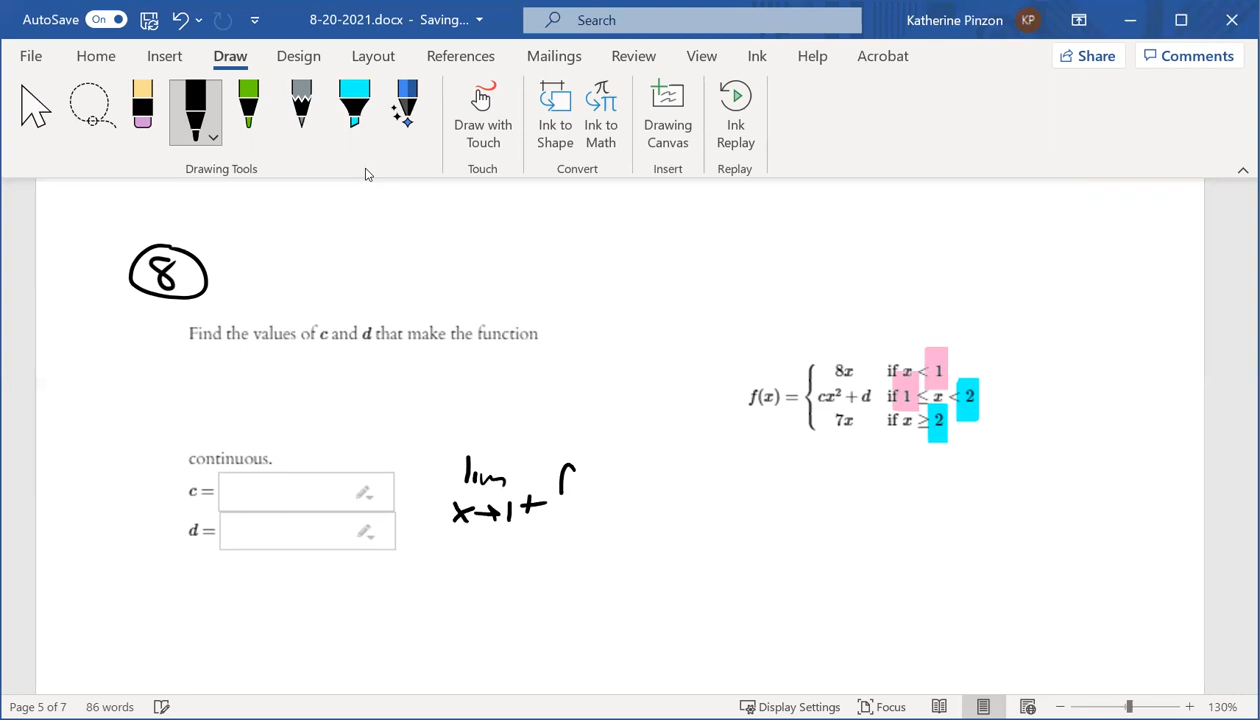 AutoSave On 8-20-2021.docx - Saving... Search Katherine Pinzon KP
File Home Insert Draw Design Layout References Mailings Review View Ink Help Acrobat Share Comments
Draw with Touch
Ink to Shape
Ink to Math
Drawing Canvas
Ink Replay
Drawing Tools Touch Convert Insert Replay
8
Find the values of c and d that make the function
f(x) = { 8x if x < 1
cx² + d if 1 ≤ x < 2
7x if x ≥ 2
continuous.
c =
d =
lim
x→1+
Page 5 of 7 86 words Display Settings Focus 130%